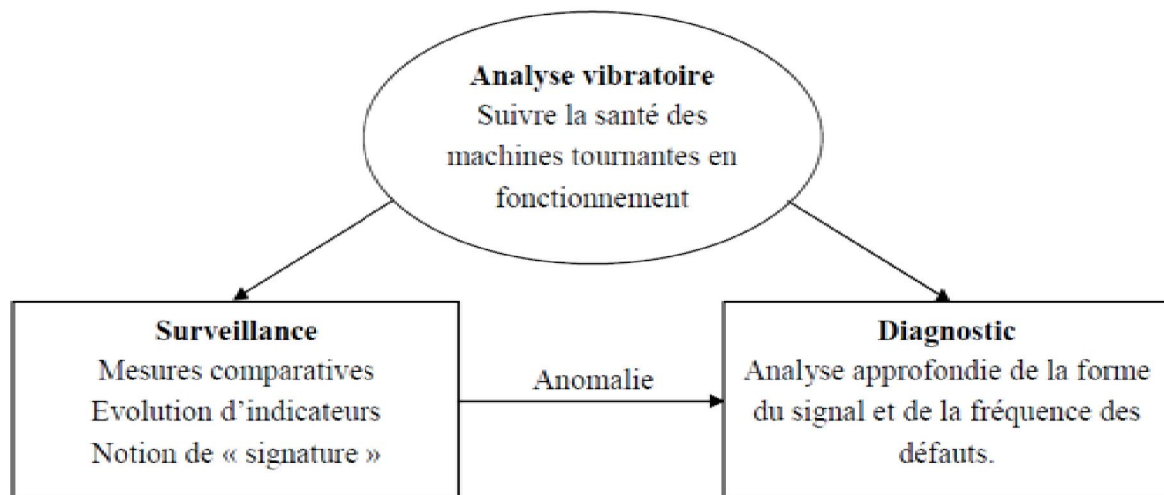 Analyse vibratoire
Suivre la santé des
machines tournantes en
fonctionnement
Surveillance
Mesures comparatives
Evolution d'indicateurs
Notion de « signature »
Anomalie
Diagnostic
Analyse approfondie de la forme
du signal et de la fréquence des
défauts.